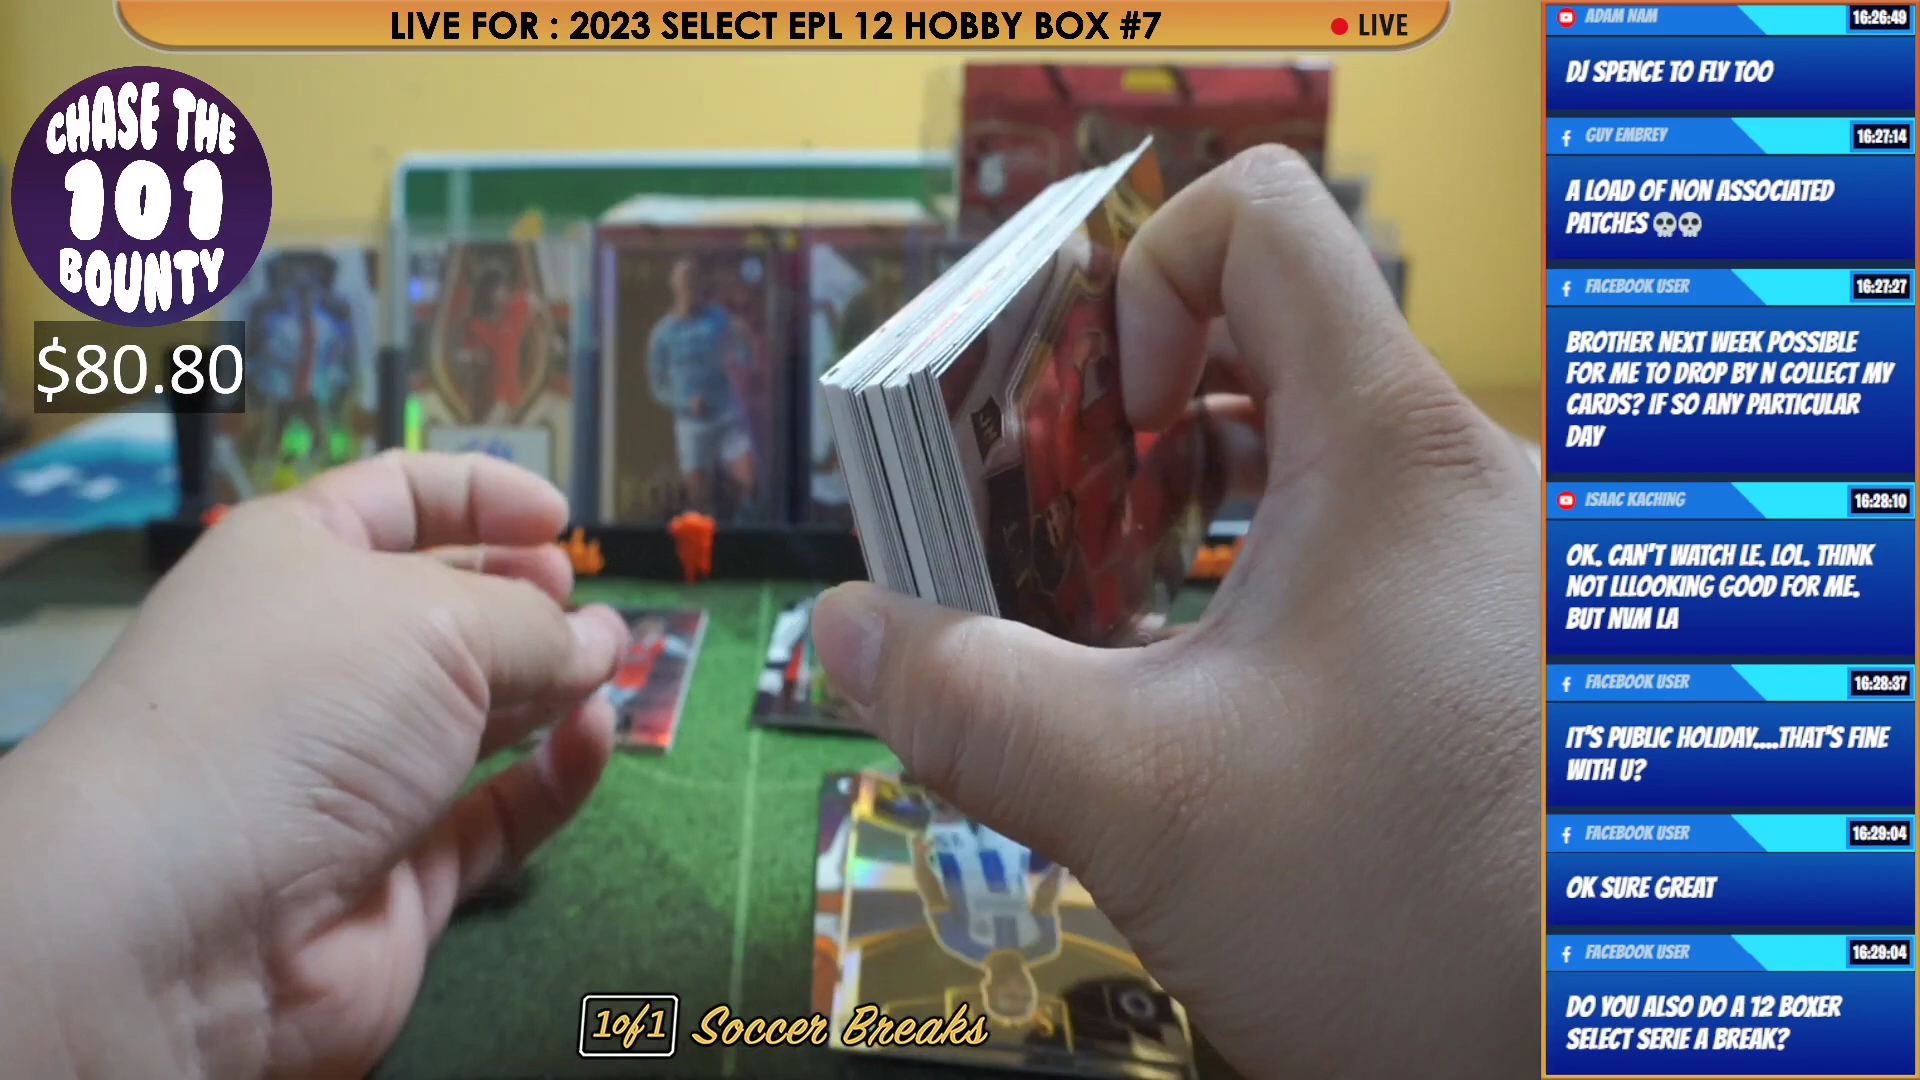 LIVE FOR : 2023 SELECT EPL 12 HOBBY BOX #7
LIVE
CHASE THE
101
BOUNTY
$80.80
1of1 Soccer Breaks
ADAM NAM 16:26:49
DJ SPENCE TO FLY TOO
GUY EMBREY 16:27:14
A LOAD OF NON ASSOCIATED
PATCHES 💀💀
FACEBOOK USER 16:27:27
BROTHER NEXT WEEK POSSIBLE
FOR ME TO DROP BY N COLLECT MY
CARDS? IF SO ANY PARTICULAR
DAY
ISAAC KACHING 16:28:10
OK. CAN'T WATCH LE. LOL. THINK
NOT LLLOOKING GOOD FOR ME.
BUT NVM LA
FACEBOOK USER 16:28:37
IT'S PUBLIC HOLIDAY....THAT'S FINE
WITH U?
FACEBOOK USER 16:29:04
OK SURE GREAT
FACEBOOK USER 16:29:04
DO YOU ALSO DO A 12 BOXER
SELECT SERIE A BREAK?